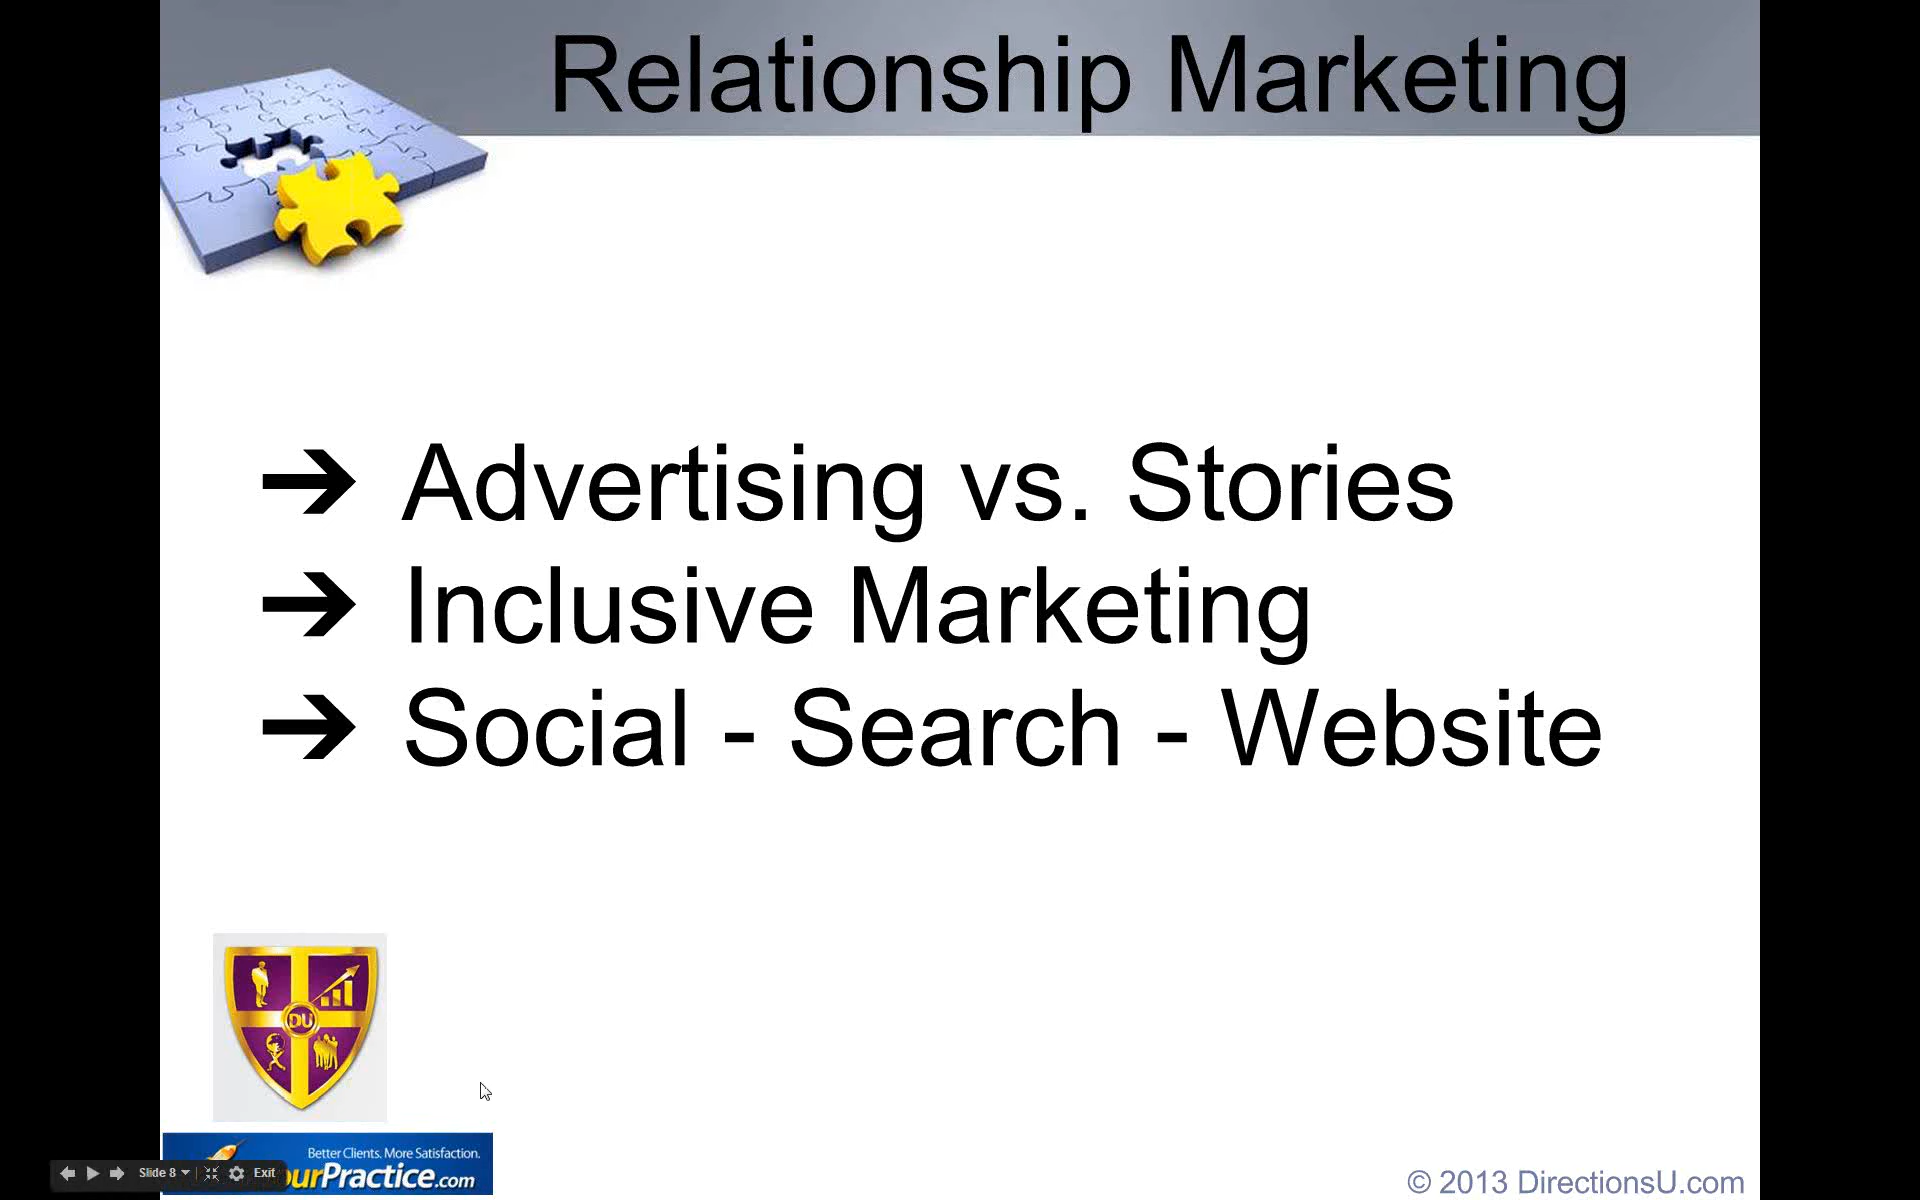 Relationship Marketing
➔ Advertising vs. Stories
➔ Inclusive Marketing
➔ Social - Search - Website
DU
Better Clients. More Satisfaction.
ourPractice.com
Slide 8
Exit
© 2013 DirectionsU.com